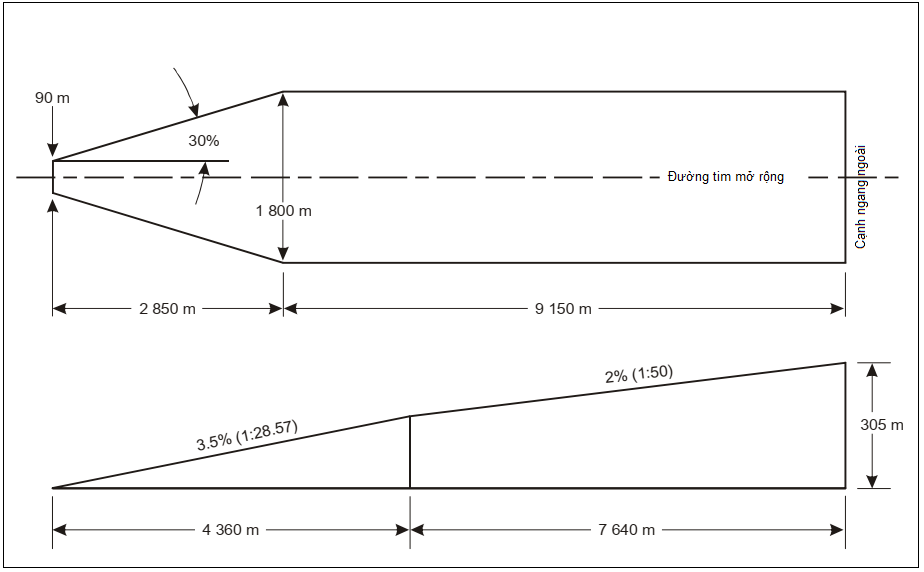 90 m
30%
1 800 m
Đường tim mở rộng
Cạnh ngang ngoài
2 850 m
9 150 m
3.5% (1:28.57)
2% (1:50)
305 m
4 360 m
7 640 m